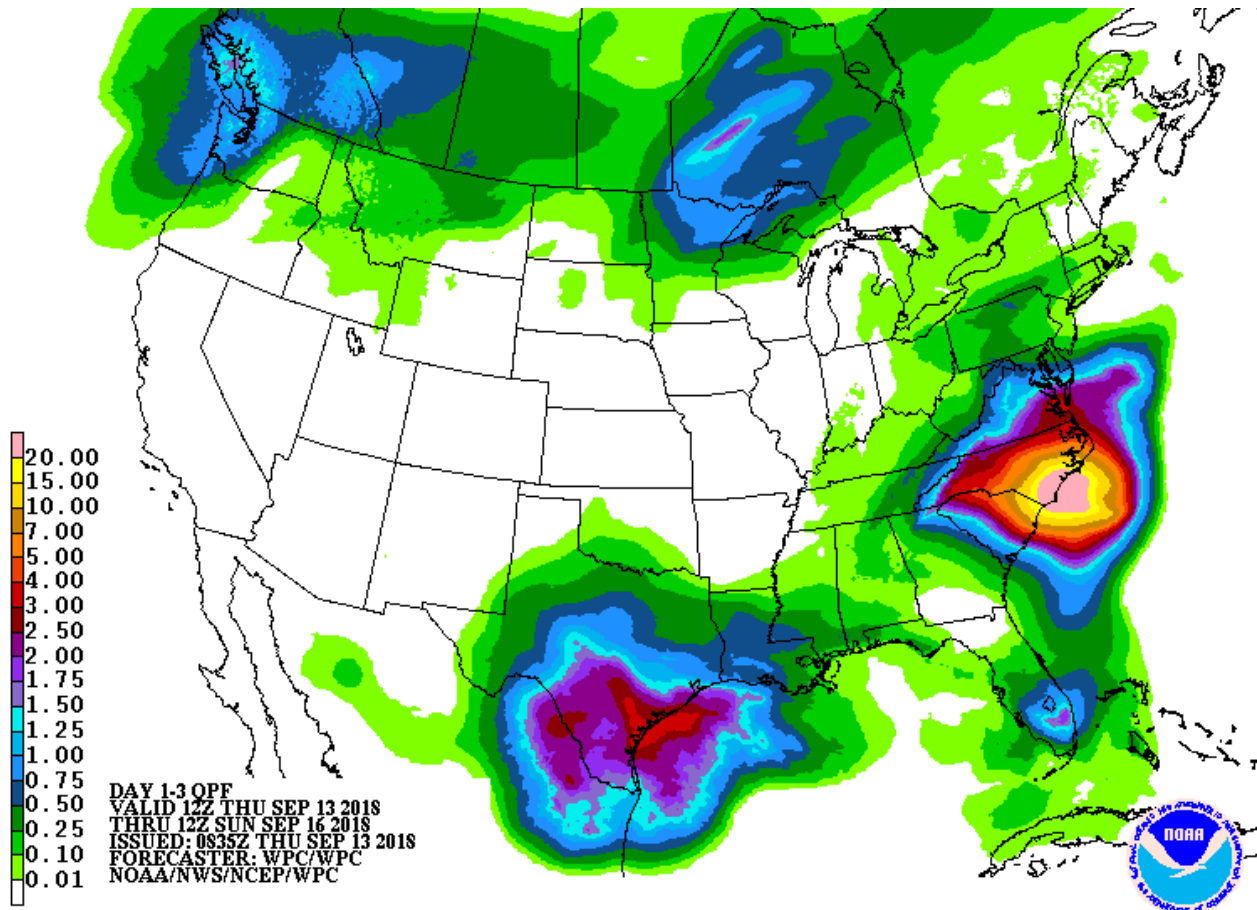 20.00
15.00
10.00
7.00
5.00
4.00
3.00
2.50
2.00
1.75
1.50
1.25
1.00
0.75
0.50
0.25
0.10
0.01
DAY 1-3 QPF
VALID 12Z THU SEP 13 2018
THRU 12Z SUN SEP 16 2018
ISSUED: 0835Z THU SEP 13 2018
FORECASTER: WPC/WPC
NOAA/NWS/NCEP/WPC
NOAA